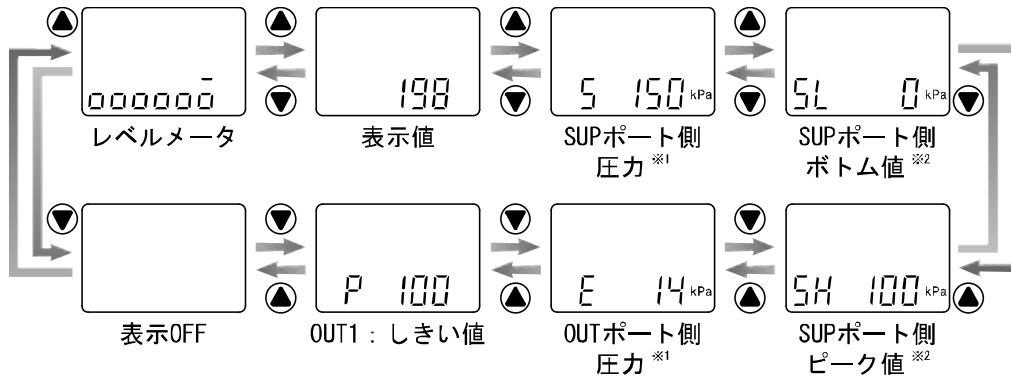 oooooo
198
S 150 kPa
SL 0 kPa
レベルメータ
表示値
SUPポート側
圧力 ※1
SUPポート側
ボトム値 ※2
P 100
E 14 kPa
SH 100 kPa
表示OFF
OUT1：しきい値
OUTポート側
圧力 ※1
SUPポート側
ピーク値 ※2